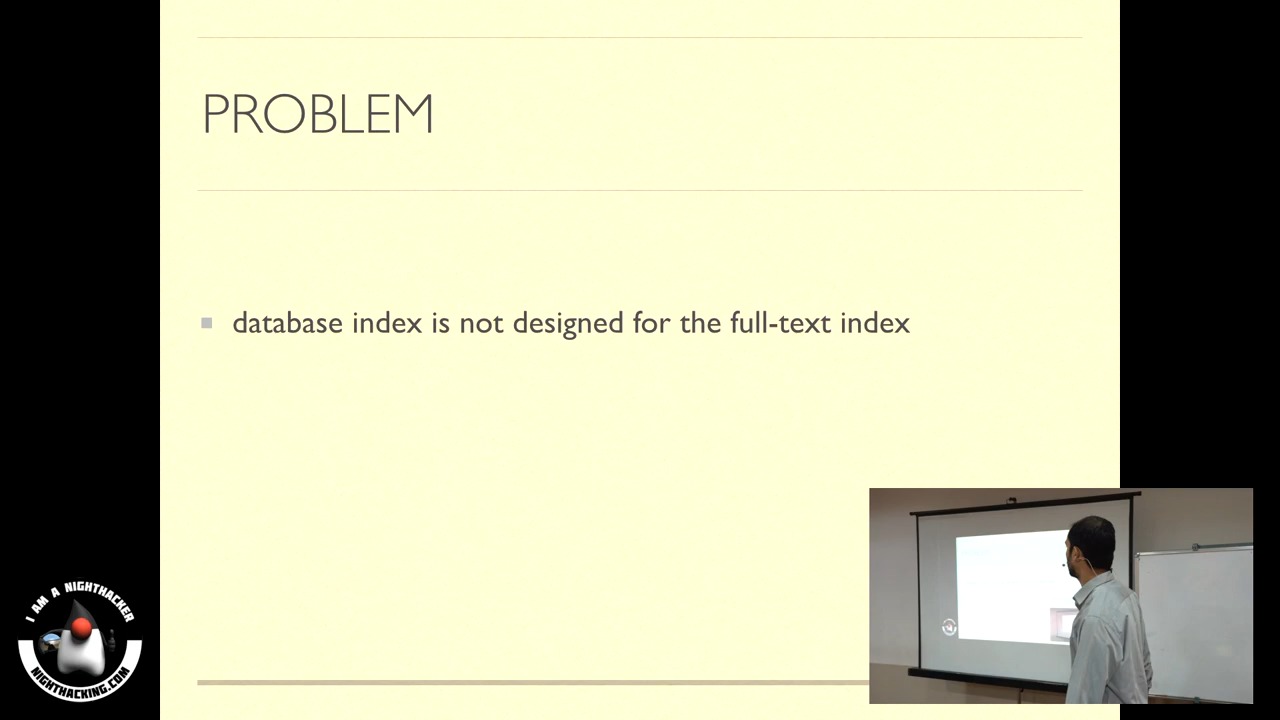 PROBLEM
database index is not designed for the full-text index
I AM A NIGHTHACKER
NIGHTHACKING.COM